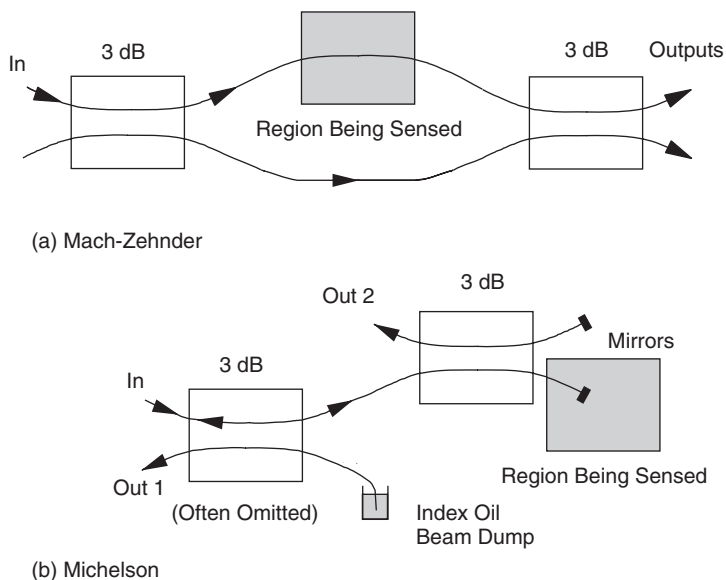 3 dB
3 dB
In
Outputs
Region Being Sensed
(a) Mach-Zehnder
3 dB
Out 2
Mirrors
3 dB
In
Region Being Sensed
Out 1
(Often Omitted)
Index Oil
Beam Dump
(b) Michelson